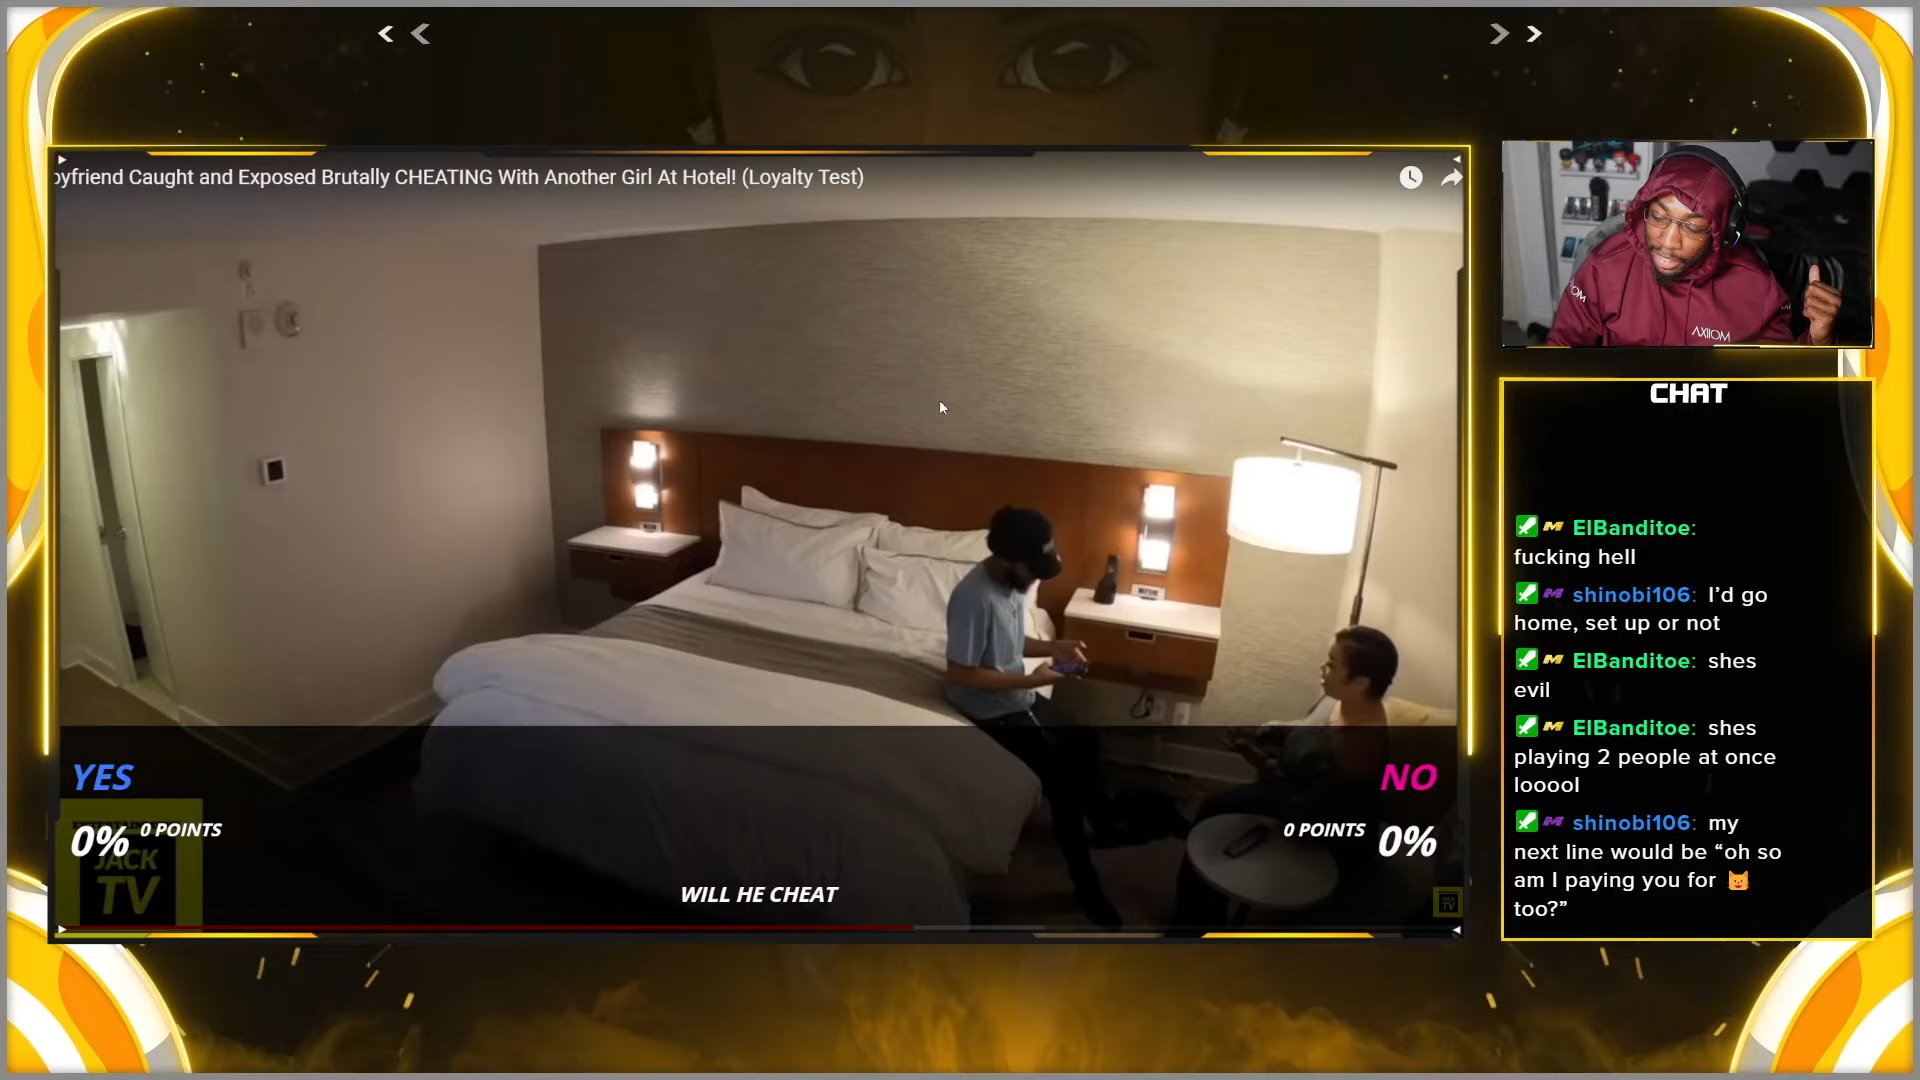 oyfriend Caught and Exposed Brutally CHEATING With Another Girl At Hotel! (Loyalty Test)
AXIIOM
CHAT
ElBanditoe:
fucking hell
shinobi106: I’d go
home, set up or not
ElBanditoe: shes
evil
ElBanditoe: shes
playing 2 people at once
looool
shinobi106: my
next line would be “oh so
am I paying you for 😼
too?”
YES
NO
0% 0 POINTS
0 POINTS 0%
JACK
TV
WILL HE CHEAT
JACK
TV